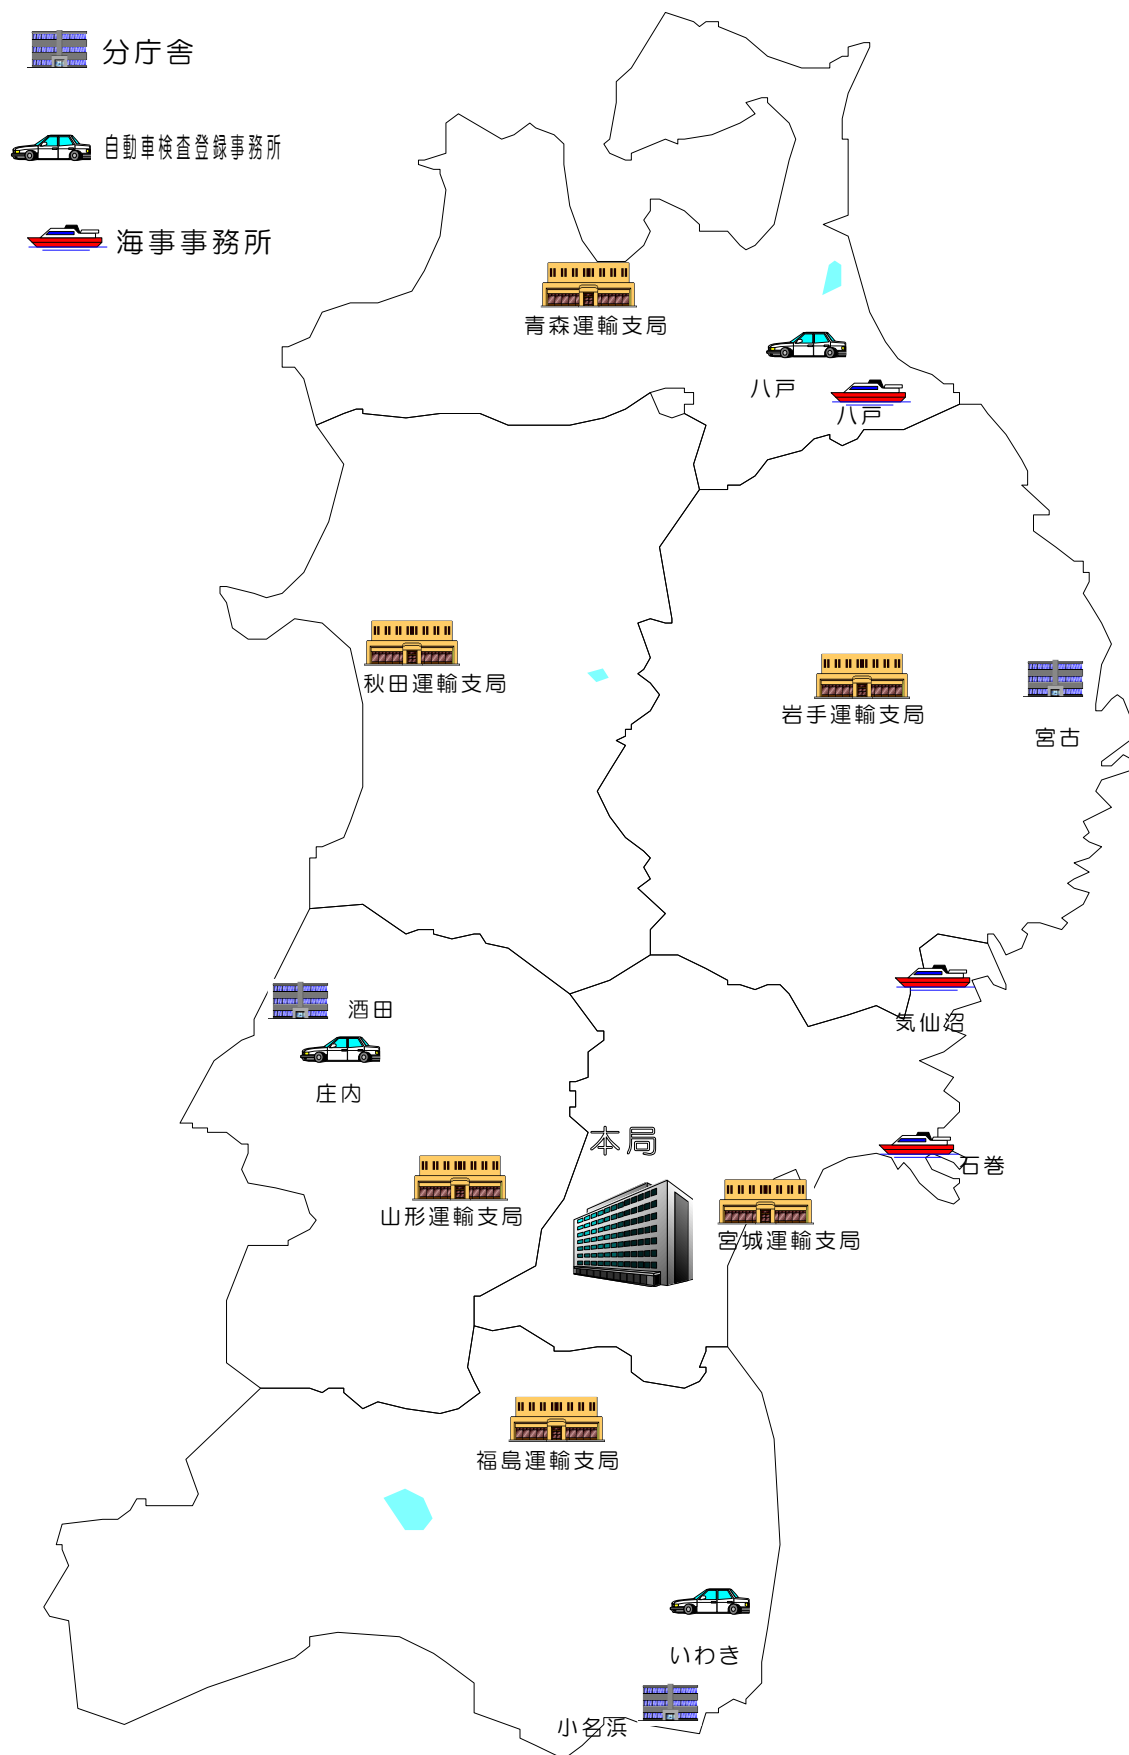 分庁舎
自動車検査登録事務所
海事事務所
青森運輸支局
八戸
八戸
秋田運輸支局
岩手運輸支局
宮古
気仙沼
酒田
庄内
本局
石巻
山形運輸支局
宮城運輸支局
福島運輸支局
いわき
小名浜